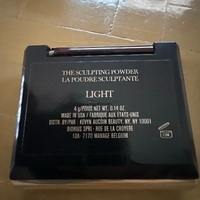 THE SCULPTING POWDER
LA POUDRE SCULPTANTE
LIGHT
4 g/POIDS NET WT. 0.14 OZ.
MADE IN USA / FABRIQUÉ AUX ÉTATS-UNIS
DISTR. BY/PAR : KEVYN AUCOIN BEAUTY, NY, NY 10001
BIORIUS SPRL - RUE DE LA CROYERE
10A - 7170 MANAGE BELGIUM